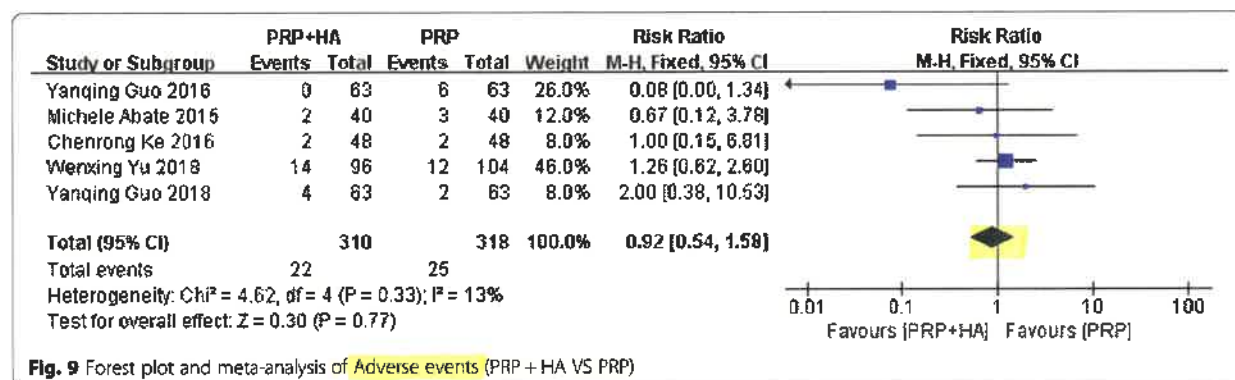 PRP+HA PRP Risk Ratio Risk Ratio
Study or Subgroup Events Total Events Total Weight M-H, Fixed, 95% CI M-H, Fixed, 95% CI
Yanqing Guo 2016 0 63 6 63 26.0% 0.08 [0.00, 1.34]
Michele Abate 2015 2 40 3 40 12.0% 0.67 [0.12, 3.78]
Chenrong Ke 2016 2 48 2 48 8.0% 1.00 [0.15, 6.81]
Wenxing Yu 2018 14 96 12 104 46.0% 1.26 [0.62, 2.60]
Yanqing Guo 2018 4 63 2 63 8.0% 2.00 [0.38, 10.53]
Total (95% CI) 310 318 100.0% 0.92 [0.54, 1.58]
Total events 22 25
Heterogeneity: Chi² = 4.62, df = 4 (P = 0.33); I² = 13%
Test for overall effect: Z = 0.30 (P = 0.77)
0.01 0.1 1 10 100
Favours [PRP+HA] Favours [PRP]
Fig. 9 Forest plot and meta-analysis of Adverse events (PRP + HA VS PRP)